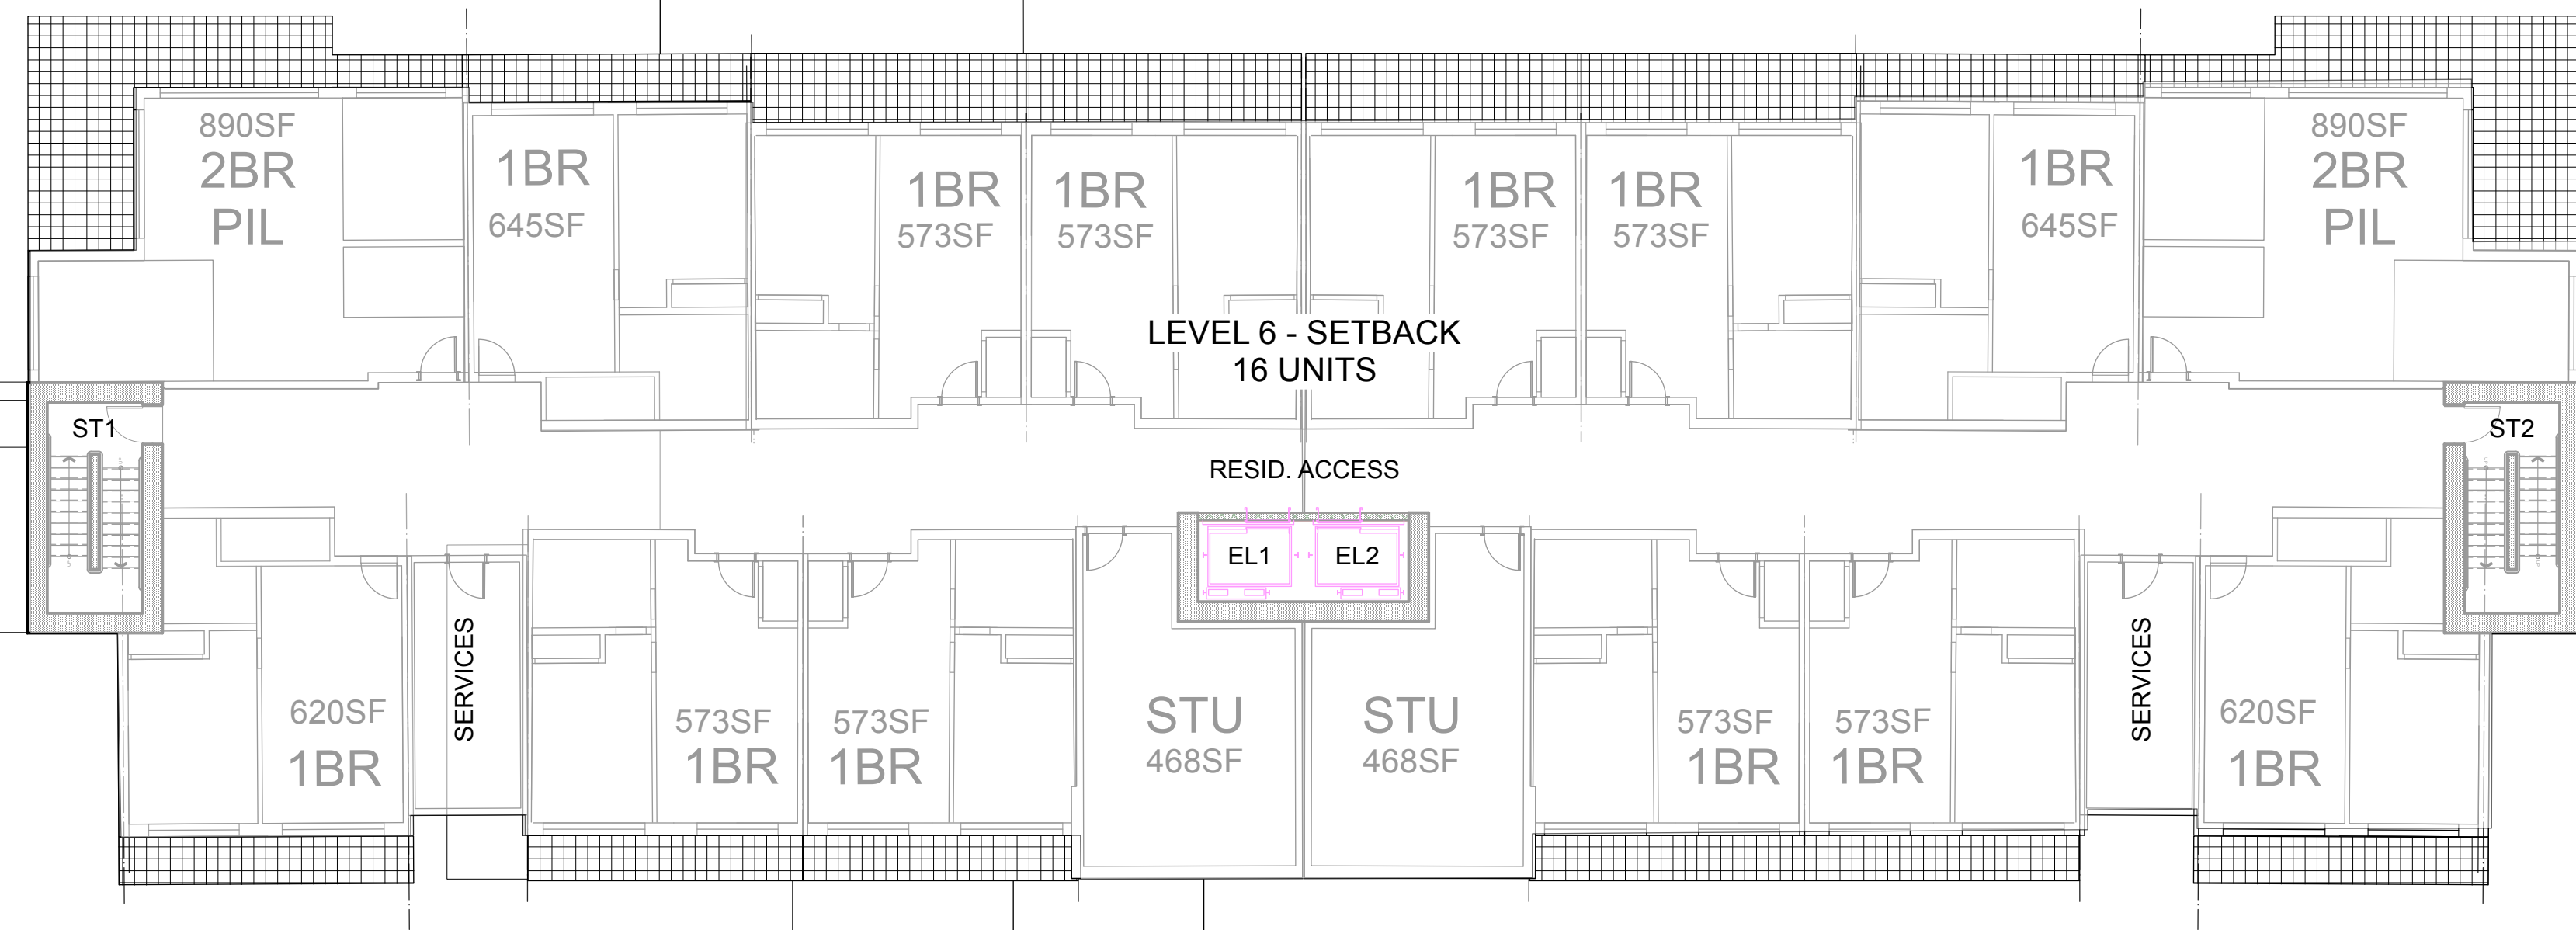 890SF
2BR
PIL
1BR
645SF
1BR
573SF
1BR
573SF
1BR
573SF
1BR
573SF
1BR
645SF
890SF
2BR
PIL
LEVEL 6 - SETBACK
16 UNITS
ST1
ST2
RESID. ACCESS
EL1
EL2
620SF
1BR
SERVICES
573SF
1BR
573SF
1BR
STU
468SF
STU
468SF
573SF
1BR
573SF
1BR
SERVICES
620SF
1BR